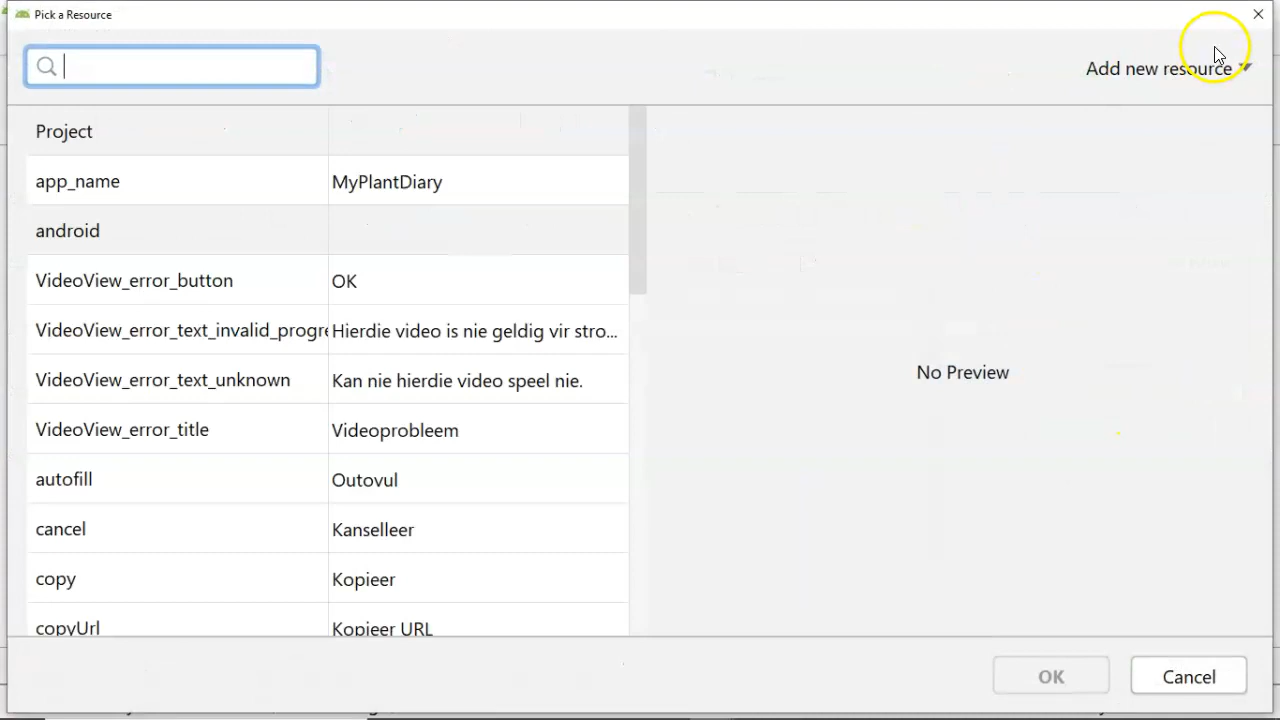 Pick a Resource
Add new resource
Project
app_name MyPlantDiary
android
VideoView_error_button OK
VideoView_error_text_invalid_progre Hierdie video is nie geldig vir stro...
VideoView_error_text_unknown Kan nie hierdie video speel nie.
VideoView_error_title Videoprobleem
autofill Outovul
cancel Kanselleer
copy Kopieer
copyUrl Kopieer URL
No Preview
OK Cancel